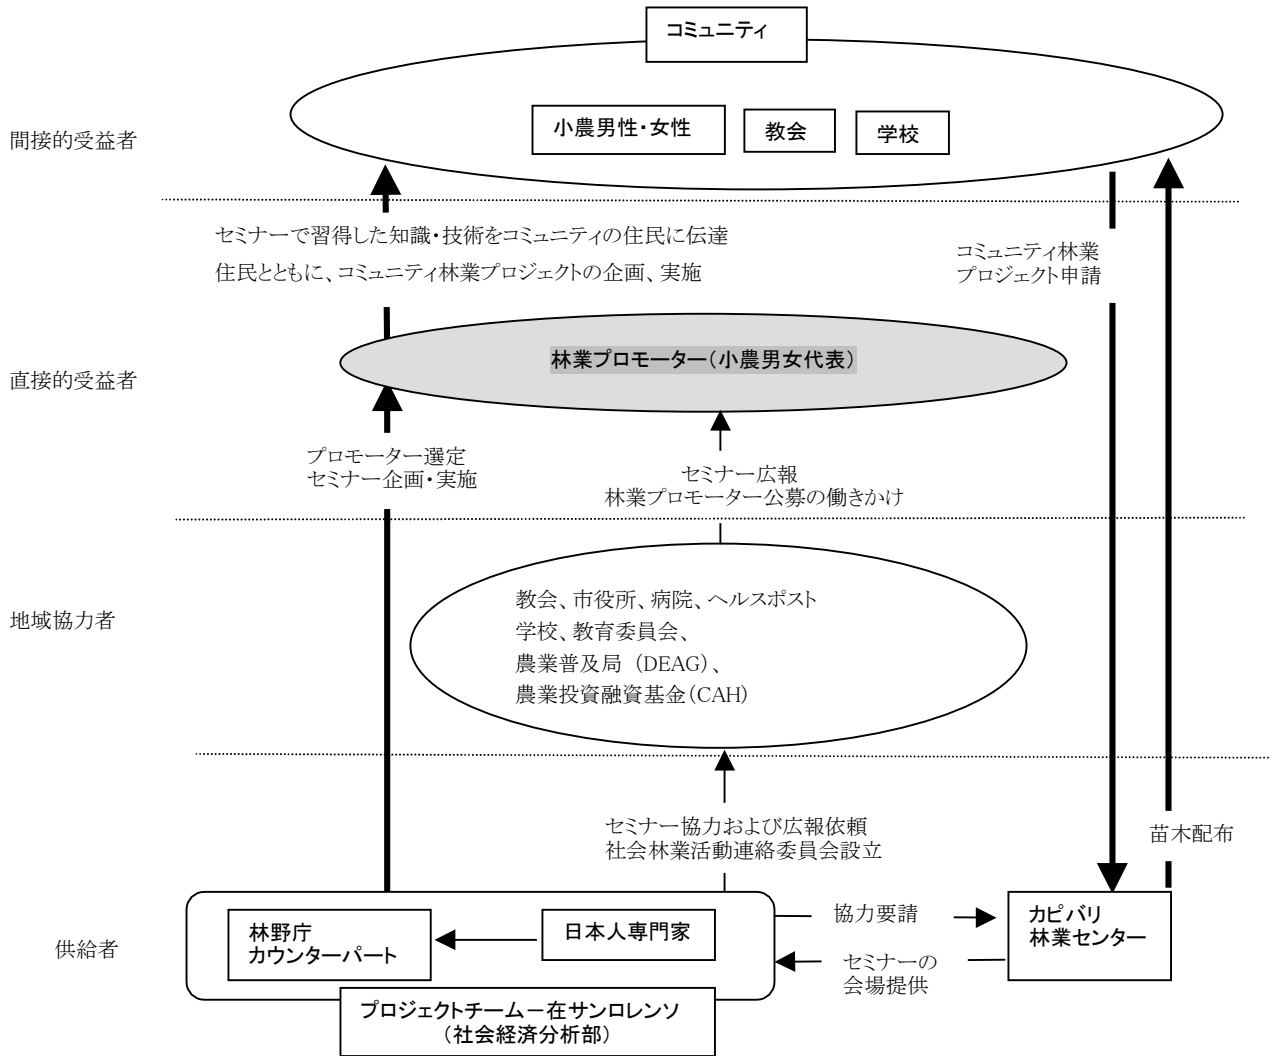 コミュニティ
小農男性・女性
教会
学校
間接的受益者
セミナーで習得した知識・技術をコミュニティの住民に伝達
住民とともに、コミュニティ林業プロジェクトの企画、実施
コミュニティ林業
プロジェクト申請
林業プロモーター(小農男女代表)
直接的受益者
プロモーター選定
セミナー企画・実施
セミナー広報
林業プロモーター公募の働きかけ
地域協力者
教会、市役所、病院、ヘルスポスト
学校、教育委員会、
農業普及局 (DEAG)、
農業投資融資基金(CAH)
セミナー協力および広報依頼
社会林業活動連絡委員会設立
苗木配布
供給者
林野庁
カウンターパート
日本人専門家
協力要請
セミナーの
会場提供
カピバリ
林業センター
プロジェクトチーム-在サンロレンソ
(社会経済分析部)